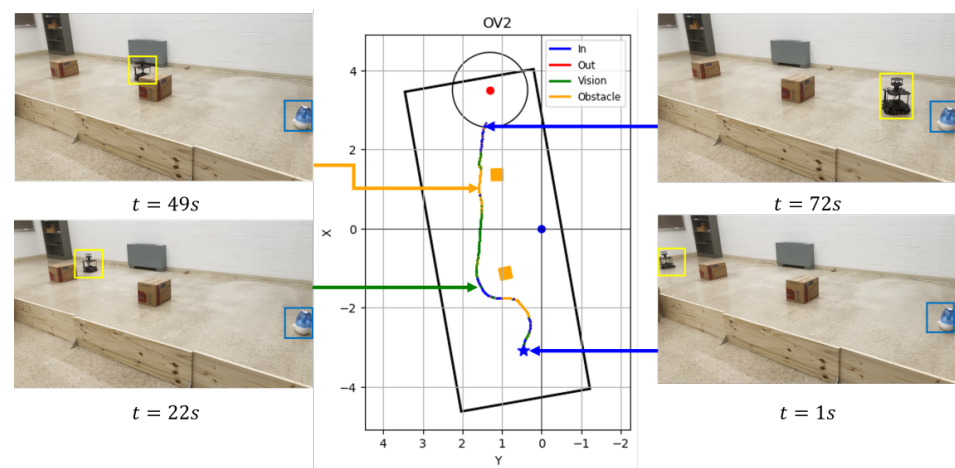 OV2
In
Out
Vision
Obstacle
4
2
0
−2
−4
X
4 3 2 1 0 −1 −2
Y
t = 49s
t = 72s
t = 22s
t = 1s